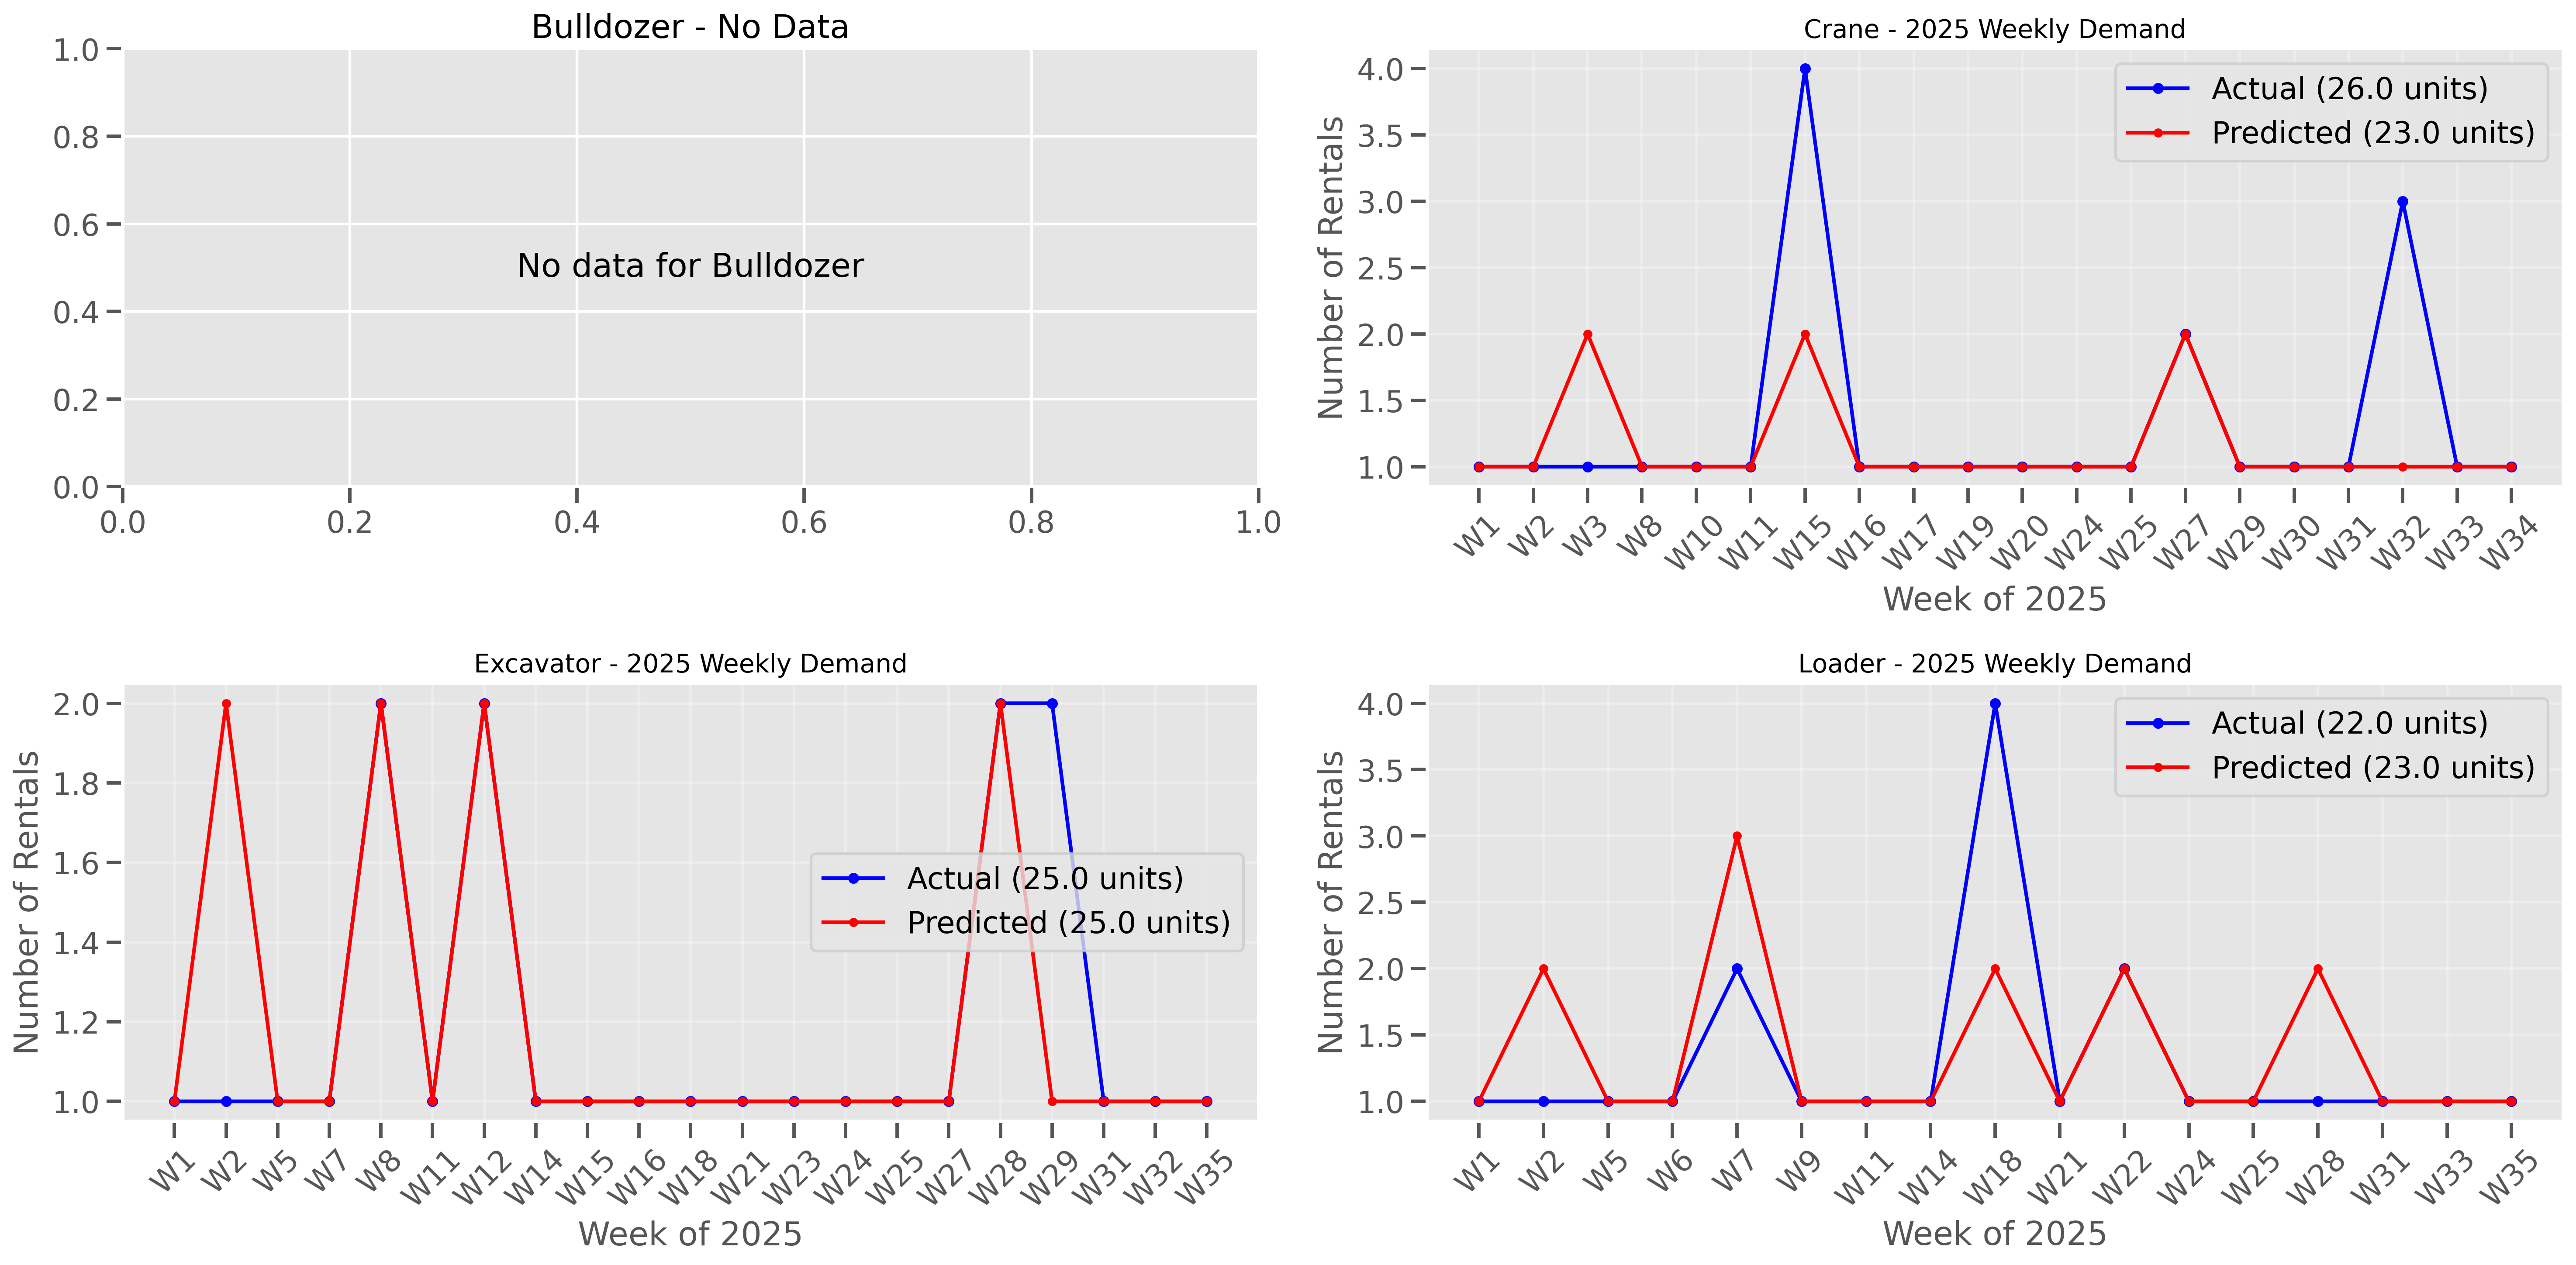 Bulldozer - No Data
1.0
0.8
0.6
0.4
0.2
0.0
No data for Bulldozer
0.0 0.2 0.4 0.6 0.8 1.0
Crane - 2025 Weekly Demand
Number of Rentals
4.0
3.5
3.0
2.5
2.0
1.5
1.0
Actual (26.0 units)
Predicted (23.0 units)
W1 W2 W3 W8 W10 W11 W15 W16 W17 W19 W20 W24 W25 W27 W29 W30 W31 W32 W33 W34
Week of 2025
Excavator - 2025 Weekly Demand
Number of Rentals
2.0
1.8
1.6
1.4
1.2
1.0
Actual (25.0 units)
Predicted (25.0 units)
W1 W2 W5 W7 W8 W11 W12 W14 W15 W16 W18 W21 W23 W24 W25 W27 W28 W29 W31 W32 W35
Week of 2025
Loader - 2025 Weekly Demand
Number of Rentals
4.0
3.5
3.0
2.5
2.0
1.5
1.0
Actual (22.0 units)
Predicted (23.0 units)
W1 W2 W5 W6 W7 W9 W11 W14 W18 W21 W22 W24 W25 W28 W31 W33 W35
Week of 2025